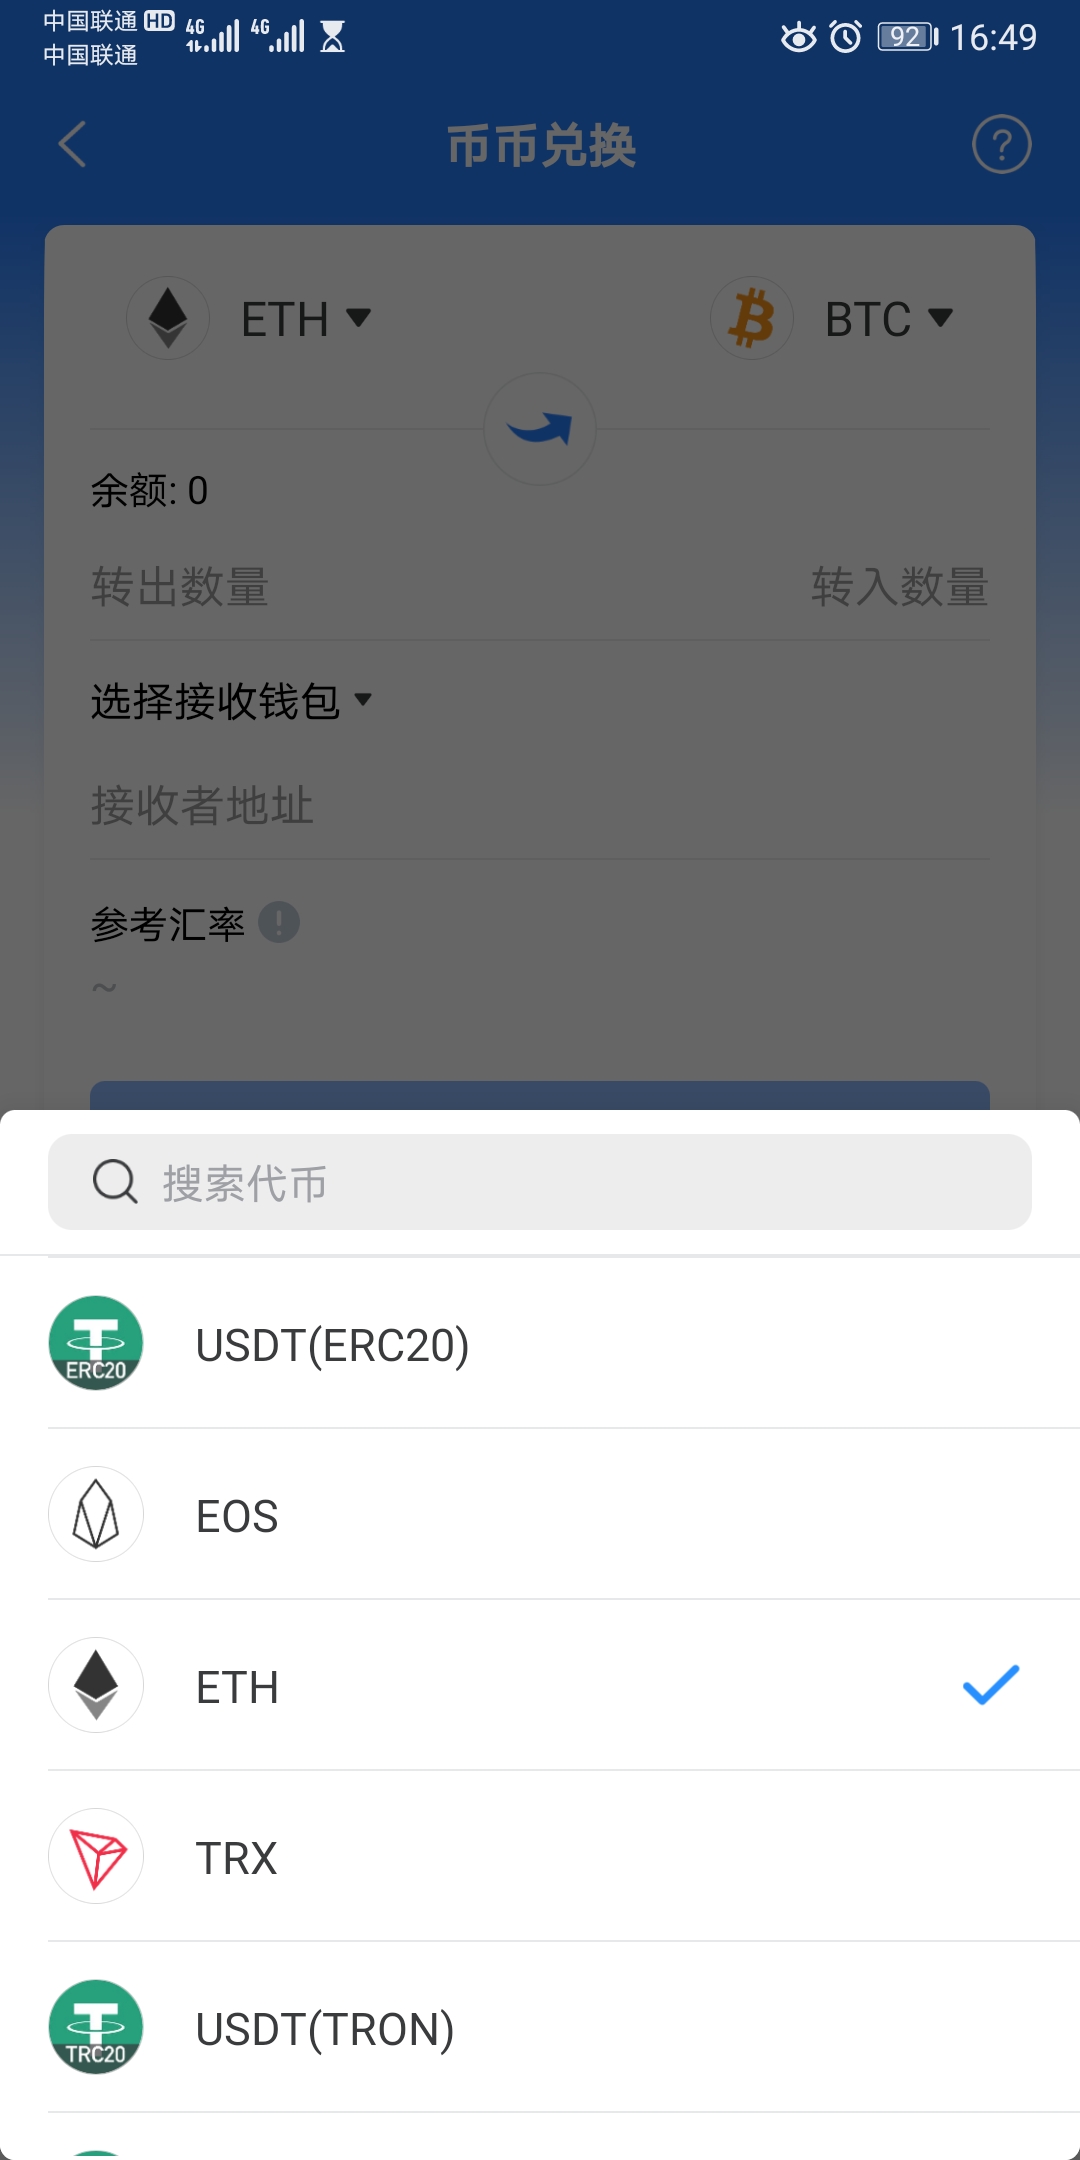 中国联通 HD 4G 4G 92 16:49
中国联通
币币兑换 ?
ETH BTC
余额: 0
转出数量 转入数量
选择接收钱包
接收者地址
参考汇率 !
~
搜索代币
ERC20 USDT(ERC20)
EOS
ETH
TRX
TRC20 USDT(TRON)